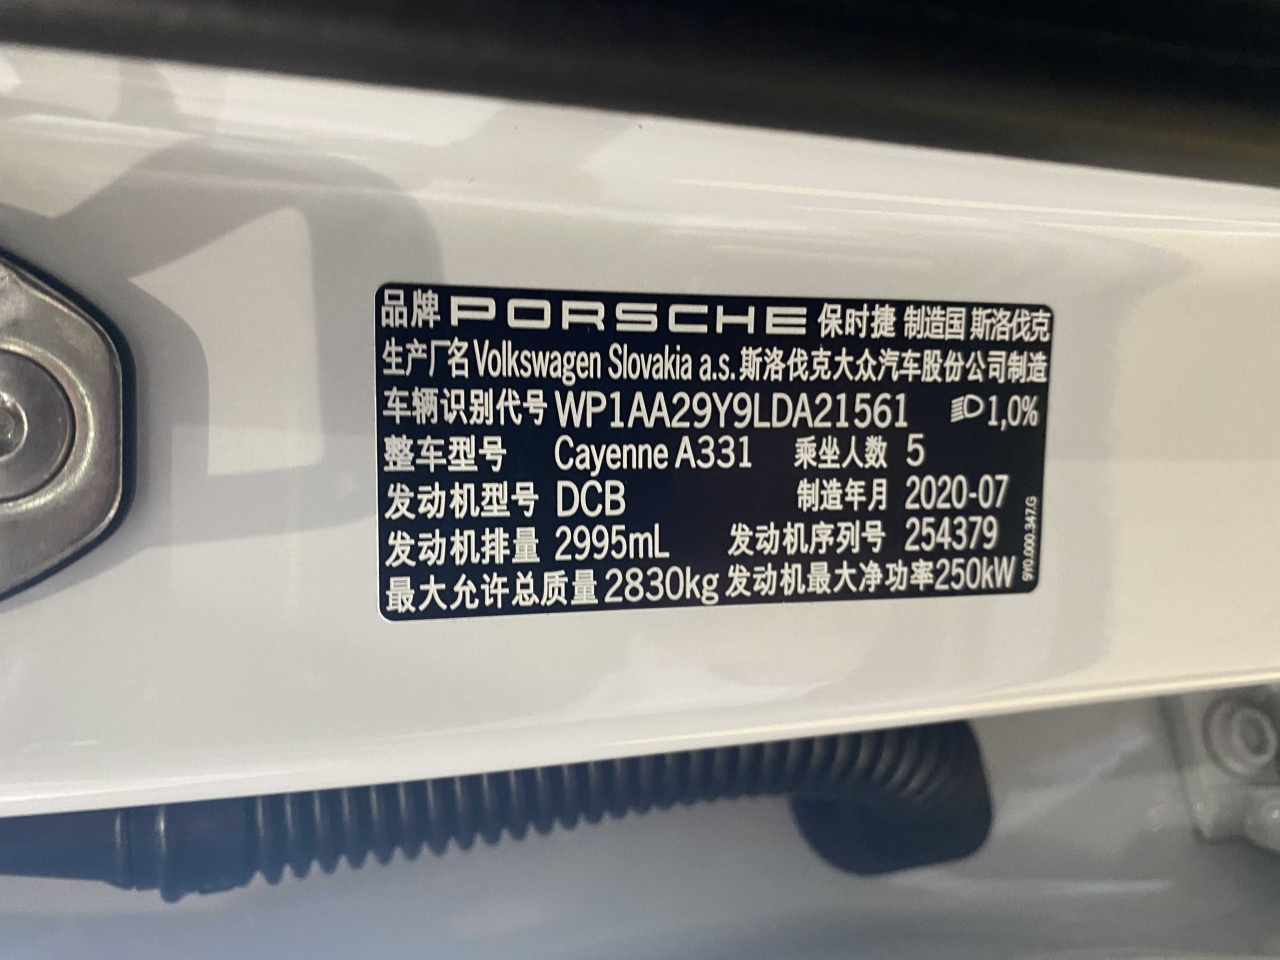 品牌 PORSCHE 保时捷 制造国 斯洛伐克
生产厂名 Volkswagen Slovakia a.s. 斯洛伐克大众汽车股份公司制造
车辆识别代号 WP1AA29Y9LDA21561 1,0%
整车型号 Cayenne A331 乘坐人数 5
发动机型号 DCB 制造年月 2020-07
发动机排量 2995mL 发动机序列号 254379
最大允许总质量 2830kg 发动机最大净功率 250kW
9Y0.000.347.G